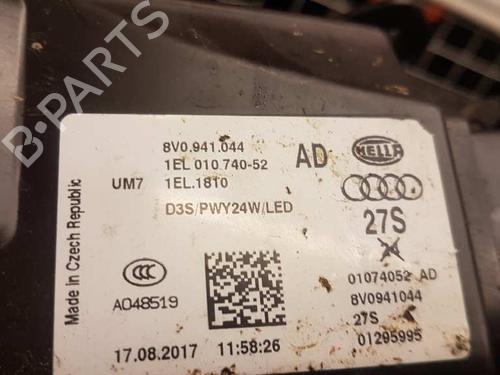 B-PARTS
8V0.941.044
1EL 010 740-52 AD HELLA
UM7 1EL.1810
D3S/PWY24W/LED
27S
Made in Czech Republic
CCC
A048519
01074052 AD
8V0941044
27S
01295995
17.08.2017 11:58:26